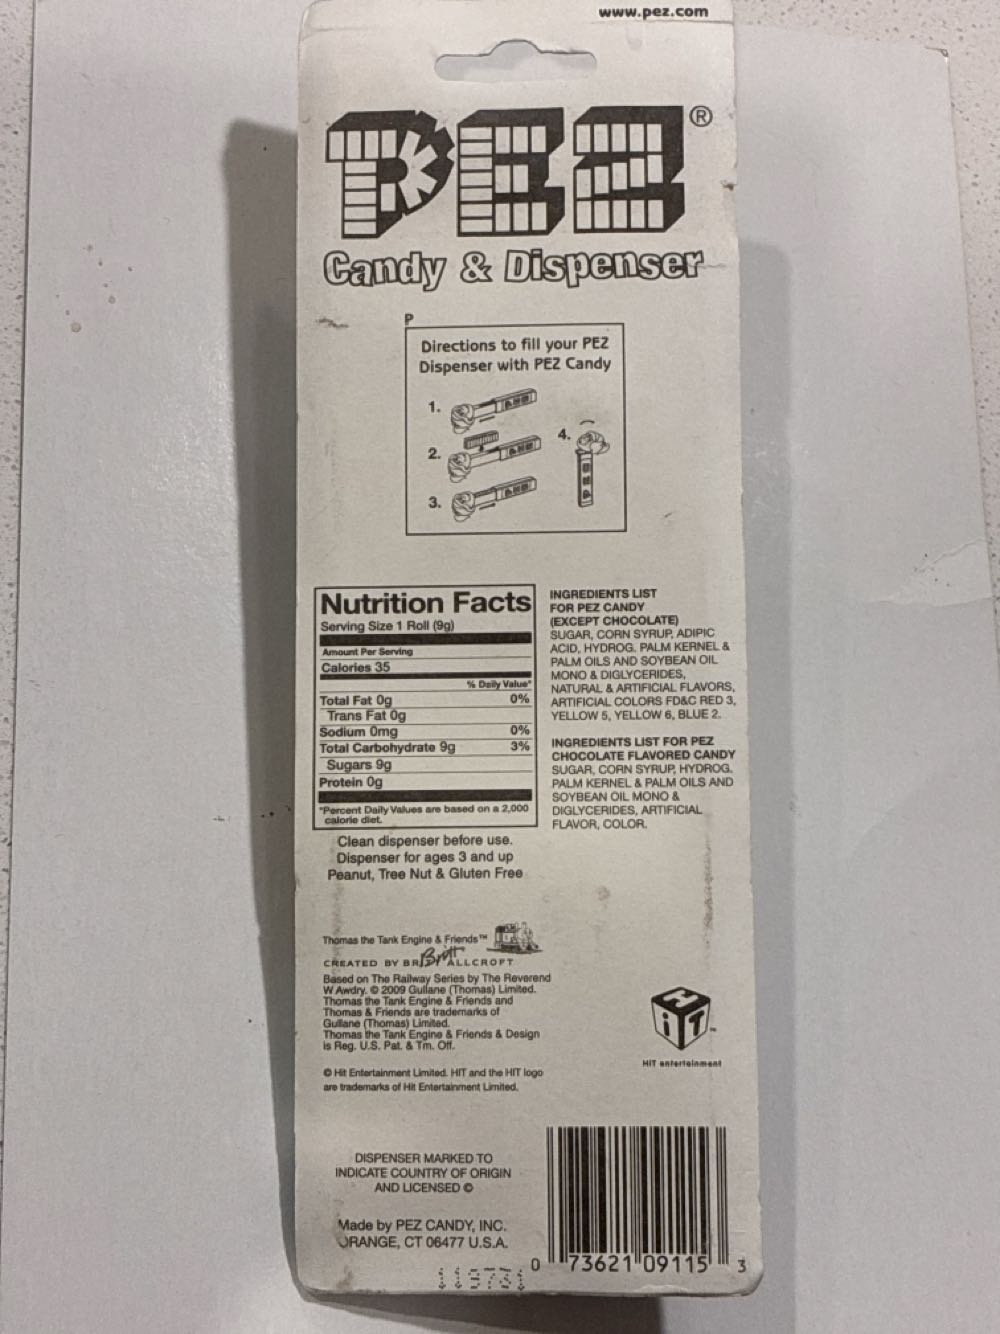 www.pez.com
PEZ®
Candy & Dispenser
P
Directions to fill your PEZ
Dispenser with PEZ Candy
1.
2.
3.
4.
Nutrition Facts
Serving Size 1 Roll (9g)
Amount Per Serving
Calories 35
% Daily Value*
Total Fat 0g 0%
Trans Fat 0g
Sodium 0mg 0%
Total Carbohydrate 9g 3%
Sugars 9g
Protein 0g
*Percent Daily Values are based on a 2,000
calorie diet.
INGREDIENTS LIST
FOR PEZ CANDY
(EXCEPT CHOCOLATE)
SUGAR, CORN SYRUP, ADIPIC
ACID, HYDROG. PALM KERNEL &
PALM OILS AND SOYBEAN OIL
MONO & DIGLYCERIDES,
NATURAL & ARTIFICIAL FLAVORS,
ARTIFICIAL COLORS FD&C RED 3,
YELLOW 5, YELLOW 6, BLUE 2.
INGREDIENTS LIST FOR PEZ
CHOCOLATE FLAVORED CANDY
SUGAR, CORN SYRUP, HYDROG.
PALM KERNEL & PALM OILS AND
SOYBEAN OIL MONO &
DIGLYCERIDES, ARTIFICIAL
FLAVOR, COLOR.
Clean dispenser before use.
Dispenser for ages 3 and up
Peanut, Tree Nut & Gluten Free
Thomas the Tank Engine & Friends™
CREATED BY BRITT ALLCROFT
Based on The Railway Series by The Reverend
W Awdry. © 2009 Gullane (Thomas) Limited.
Thomas the Tank Engine & Friends and
Thomas & Friends are trademarks of
Gullane (Thomas) Limited.
Thomas the Tank Engine & Friends & Design
is Reg. U.S. Pat. & Tm. Off.
HiT™
HIT entertainment
© Hit Entertainment Limited. HIT and the HIT logo
are trademarks of Hit Entertainment Limited.
DISPENSER MARKED TO
INDICATE COUNTRY OF ORIGIN
AND LICENSED ©
Made by PEZ CANDY, INC.
ORANGE, CT 06477 U.S.A.
0 73621 09115 3